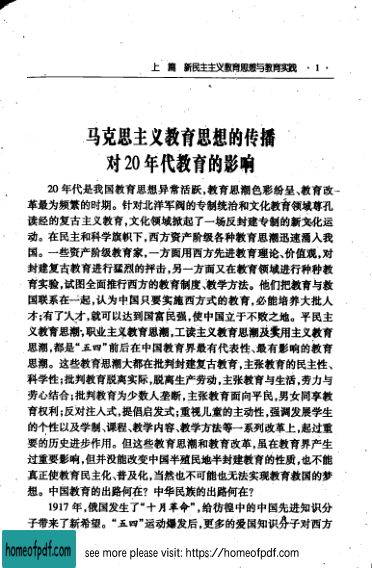 上 篇 新民主主义教育思想与教育实践 · 1 ·
马克思主义教育思想的传播
对 20 年代教育的影响
20 年代是我国教育思想异常活跃,教育思潮色彩纷呈、教育改
革最为频繁的时期。针对北洋军阀的专制统治和文化教育领域尊孔
读经的复古主义教育,文化领域掀起了一场反封建专制的新文化运
动。在民主和科学旗帜下,西方资产阶级各种教育思潮迅速涌入我
国。一些资产阶级教育家,一方面用西方先进教育理论、价值观,对
封建复古教育进行猛烈的抨击,另一方面又在教育领域进行种种教
育实验,试图全面推行西方的教育制度、教学方法。他们把教育与救
国联系在一起,认为中国只要实施西方式的教育,必能培养大批人
才;有了人才,就可以达到国富民强,使中国立于不败之地。平民主
义教育思潮;职业主义教育思潮,工读主义教育思潮及实用主义教育
思潮,都是“五四”前后在中国教育界最有代表性、最有影响的教育
思潮。这些教育思潮大都在批判封建复古教育,主张教育的民主性、
科学性;批判教育脱离实际,脱离生产劳动,主张教育与生活,劳力与
劳心结合;批判教育为少数人垄断,主张教育面向平民,男女同享教
育权利;反对注入式,提倡启发式;重视儿童的主动性,强调发展学生
的个性以及学制、课程、教学内容、教学方法等一系列改革上,起过重
要的历史进步作用。但这些教育思潮和教育改革,虽在教育界产生
过重要影响,但并没能改变中国半殖民地半封建教育的性质,也不能
真正使教育民主化、普及化,当然也不可能也无法实现教育救国的梦
想。中国教育的出路何在？中华民族的出路何在？
1917 年,俄国发生了“十月革命”,给彷徨中的中国先进知识分
子带来了新希望。“五四”运动爆发后,更多的爱国知识分子对西方
homeofpdf.com
see more please visit: https://homeofpdf.com